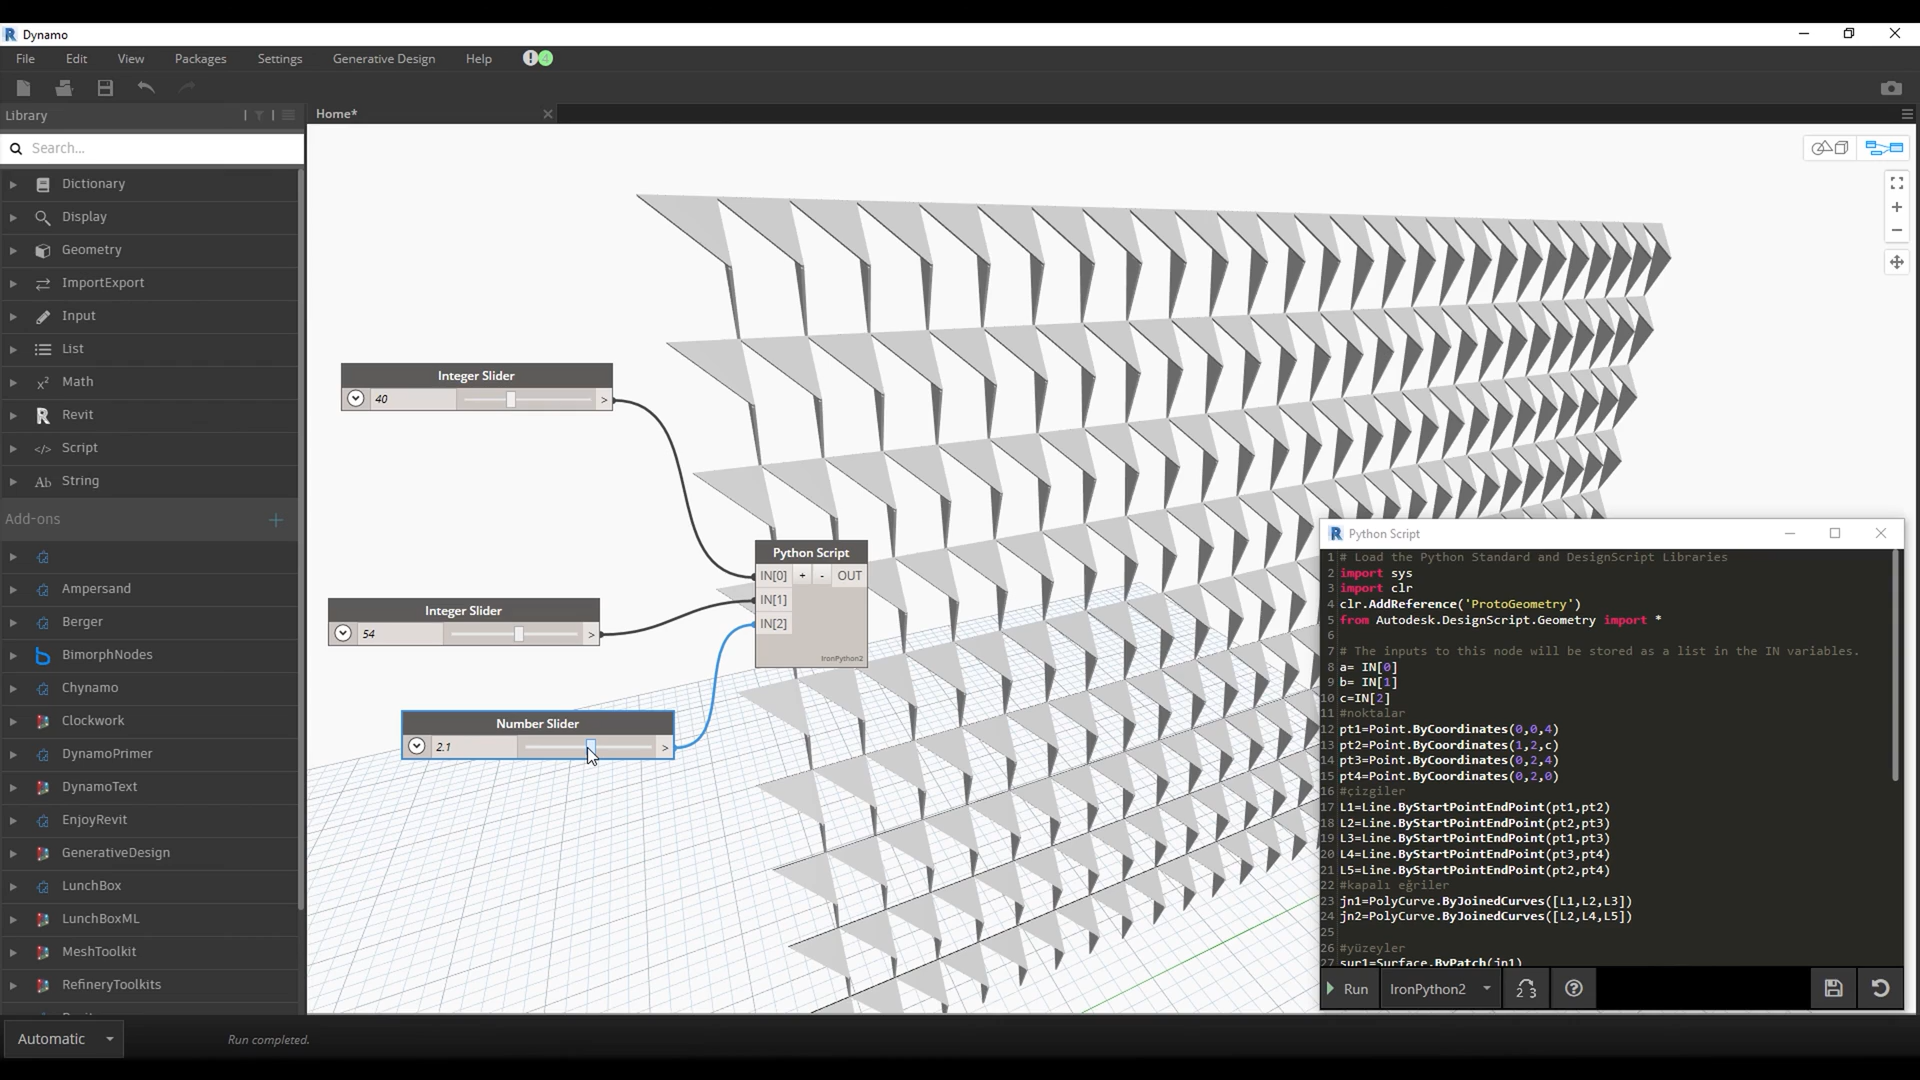 Dynamo
File Edit View Packages Settings Generative Design Help
Library
Home*
Search...
Dictionary
Display
Geometry
ImportExport
Input
List
Math
Revit
Script
String
Add-ons
Ampersand
Berger
BimorphNodes
Chynamo
Clockwork
DynamoPrimer
DynamoText
EnjoyRevit
GenerativeDesign
LunchBox
LunchBoxML
MeshToolkit
RefineryToolkits
Integer Slider
40
>
Integer Slider
54
>
Number Slider
2.1
>
Python Script
IN[0] + - OUT
IN[1]
IN[2]
IronPython2
Python Script
1 # Load the Python Standard and DesignScript Libraries
2 import sys
3 import clr
4 clr.AddReference('ProtoGeometry')
5 from Autodesk.DesignScript.Geometry import *
6
7 # The inputs to this node will be stored as a list in the IN variables.
8 a= IN[0]
9 b= IN[1]
10 c=IN[2]
11 #noktalar
12 pt1=Point.ByCoordinates(0,0,4)
13 pt2=Point.ByCoordinates(1,2,c)
14 pt3=Point.ByCoordinates(0,2,4)
15 pt4=Point.ByCoordinates(0,2,0)
16 #çizgiler
17 L1=Line.ByStartPointEndPoint(pt1,pt2)
18 L2=Line.ByStartPointEndPoint(pt2,pt3)
19 L3=Line.ByStartPointEndPoint(pt1,pt3)
20 L4=Line.ByStartPointEndPoint(pt3,pt4)
21 L5=Line.ByStartPointEndPoint(pt2,pt4)
22 #kapalı eğriler
23 jn1=PolyCurve.ByJoinedCurves([L1,L2,L3])
24 jn2=PolyCurve.ByJoinedCurves([L2,L4,L5])
25
26 #yüzeyler
27 sur1=Surface.ByPatch(jn1)
Run IronPython2
Automatic
Run completed.